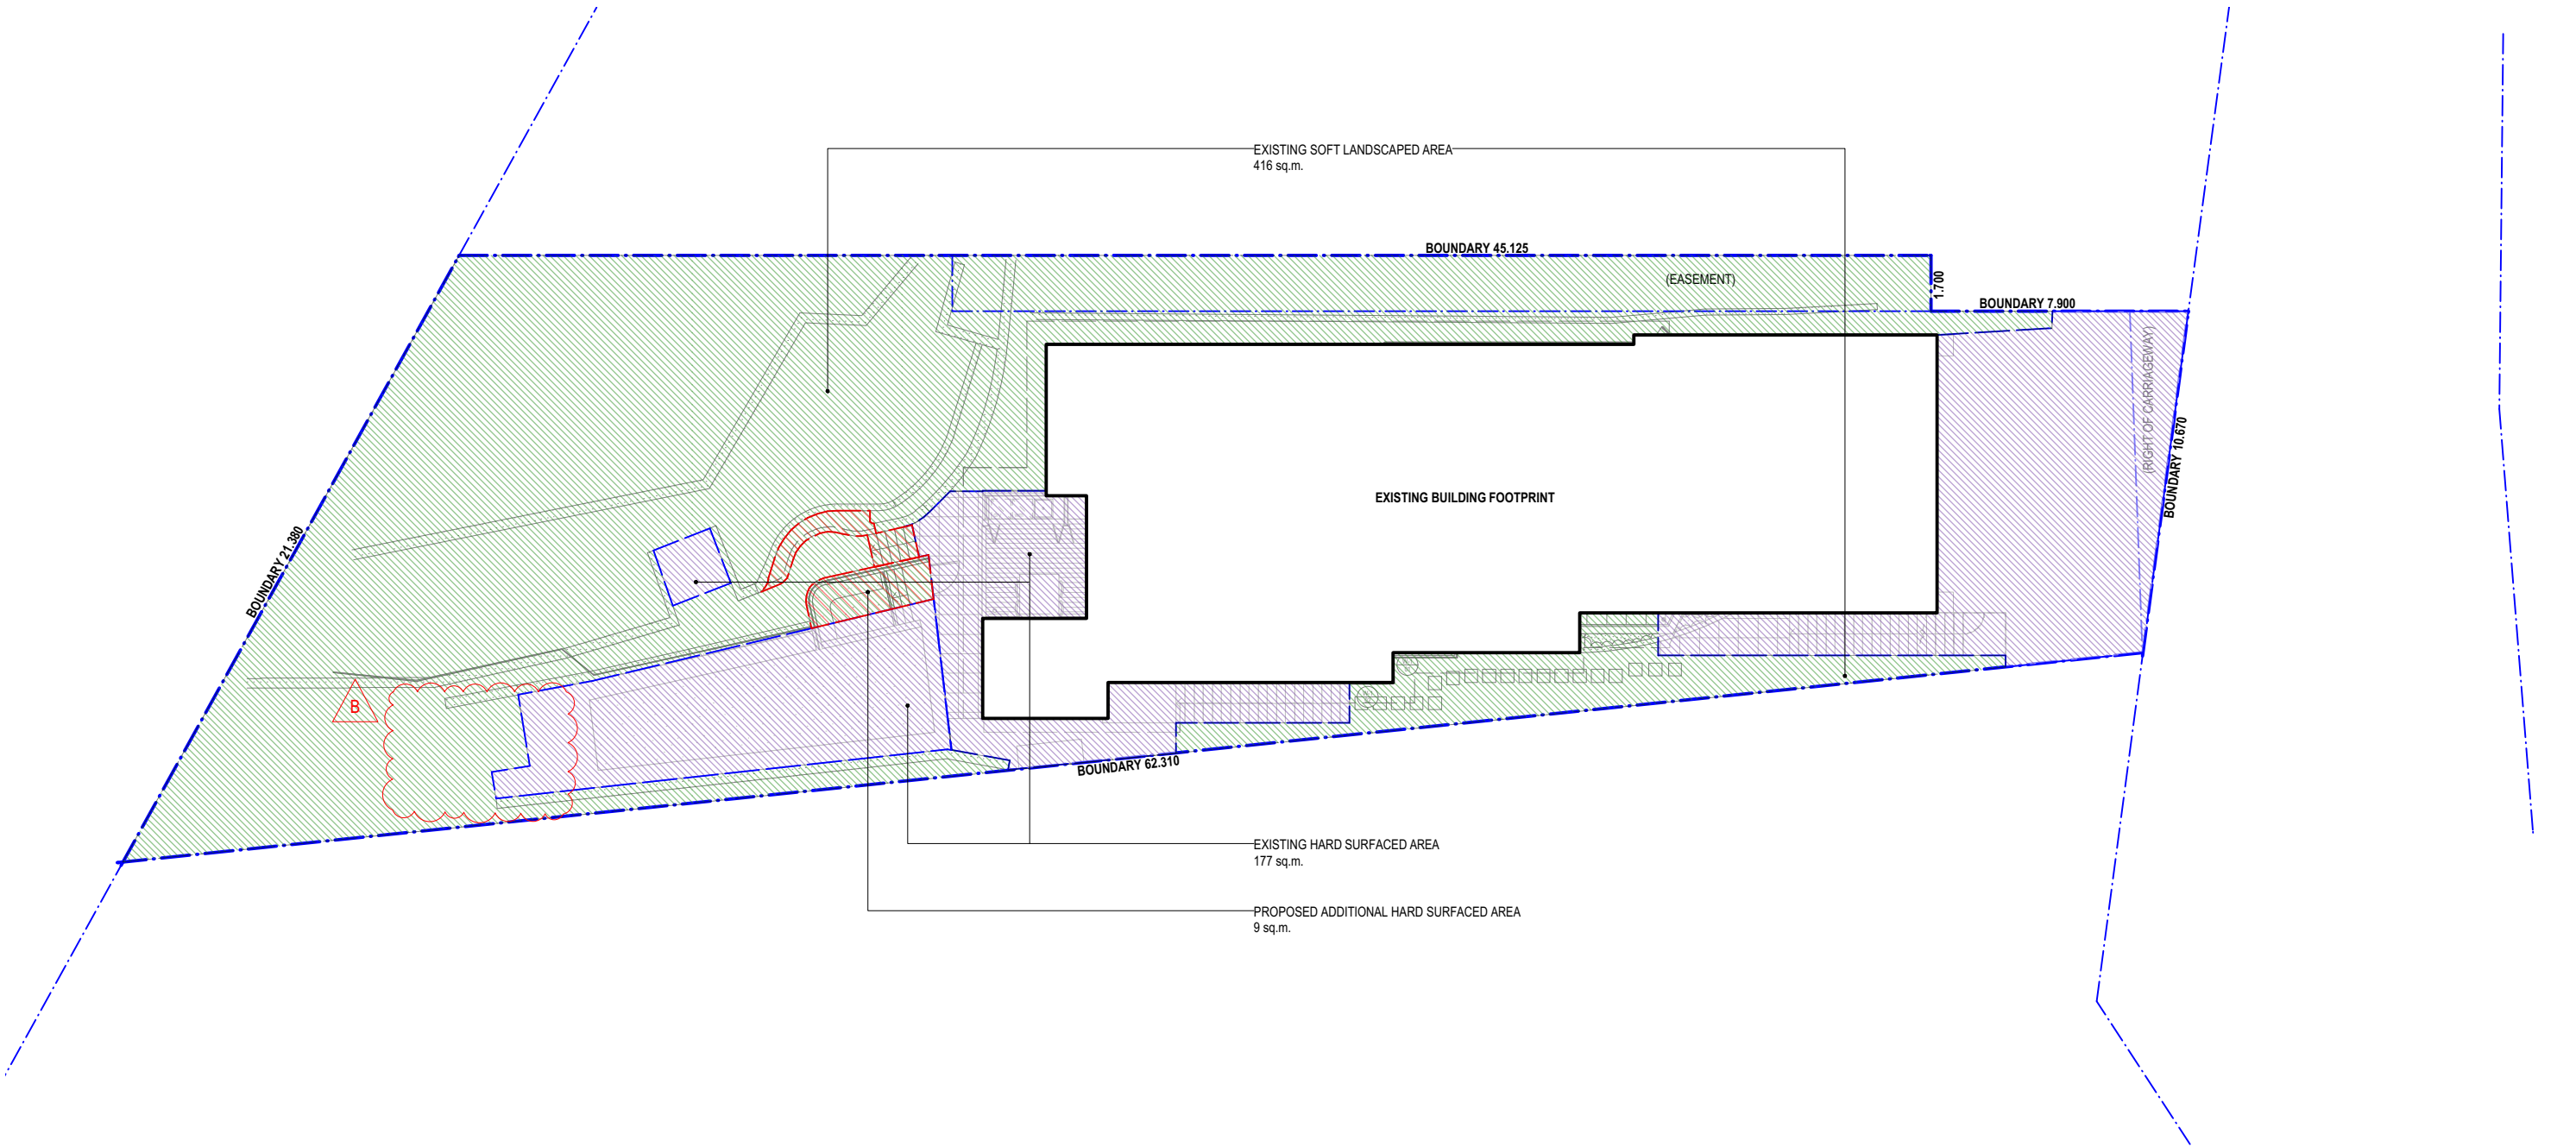 EXISTING SOFT LANDSCAPED AREA
416 sq.m.
BOUNDARY 45.125
(EASEMENT)
1.700
BOUNDARY 7.900
(RIGHT OF CARRIAGEWAY)
BOUNDARY 10.670
EXISTING BUILDING FOOTPRINT
BOUNDARY 21.380
B
BOUNDARY 62.310
EXISTING HARD SURFACED AREA
177 sq.m.
PROPOSED ADDITIONAL HARD SURFACED AREA
9 sq.m.